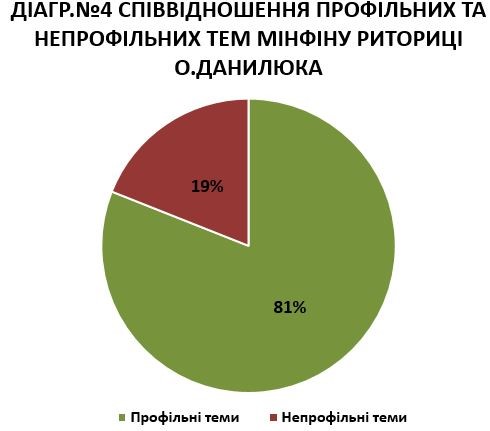 ДІАГР.№4 СПІВВІДНОШЕННЯ ПРОФІЛЬНИХ ТА
НЕПРОФІЛЬНИХ ТЕМ МІНФІНУ РИТОРИЦІ
О.ДАНИЛЮКА
19%
81%
Профільні теми Непрофільні теми